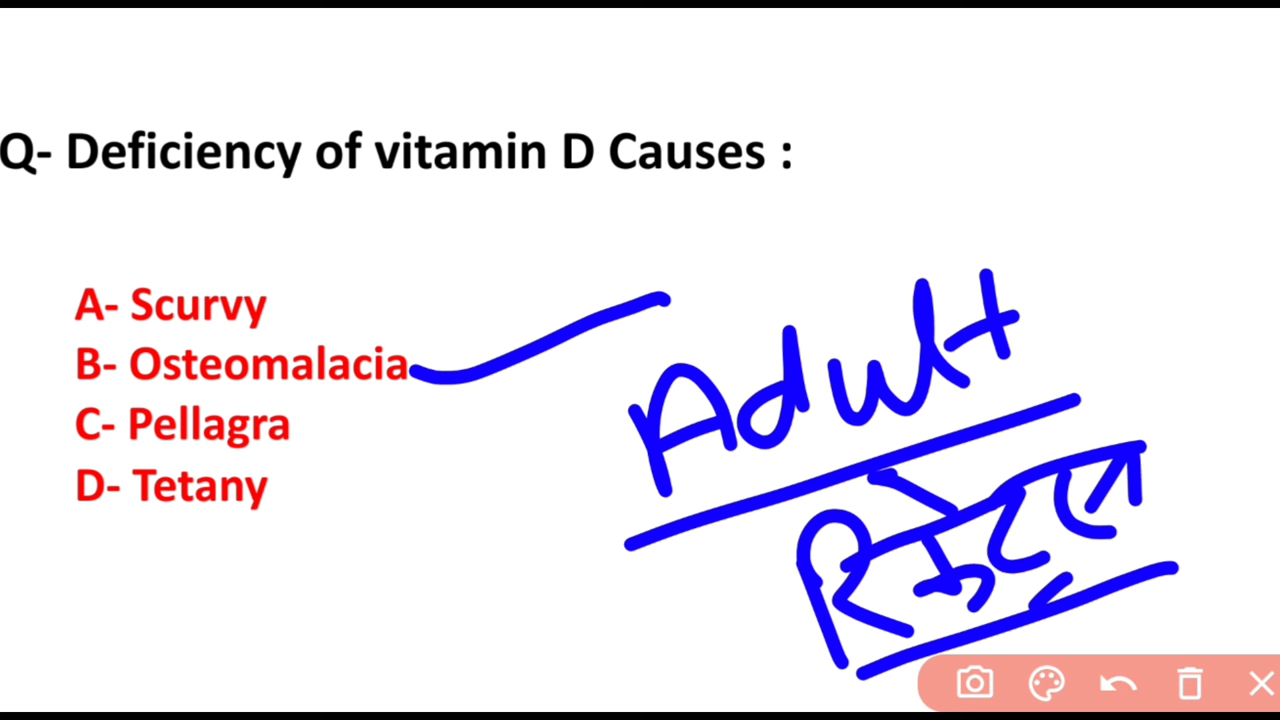 Q- Deficiency of vitamin D Causes :
A- Scurvy
B- Osteomalacia
C- Pellagra
D- Tetany
Adult